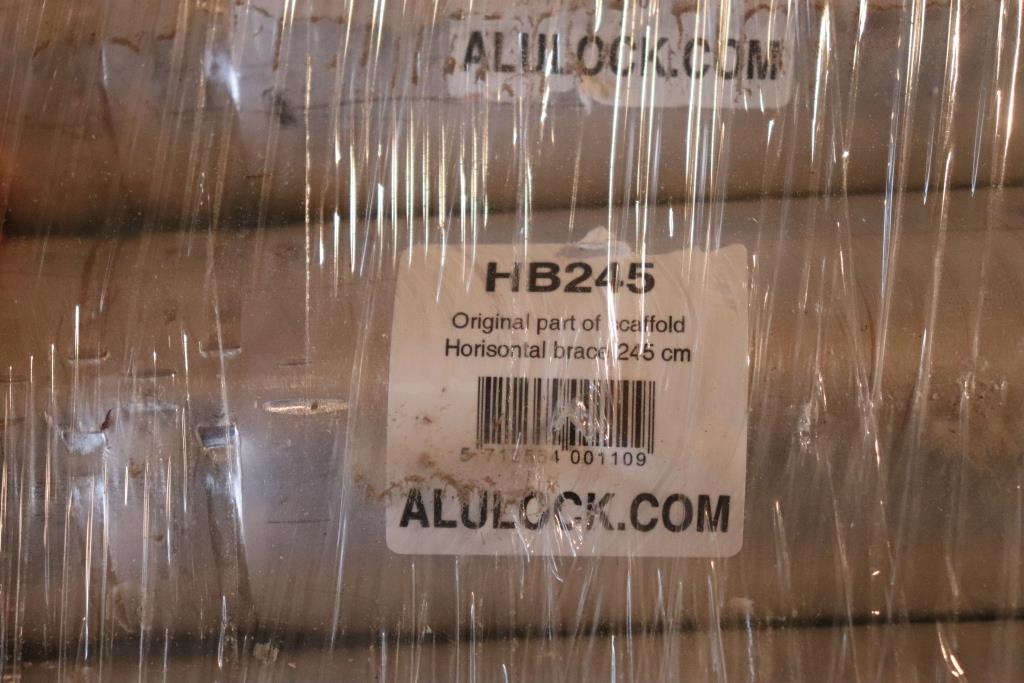 ALULOCK.COM
HB245
Original part of scaffold
Horisontal brace 245 cm
001109
ALULOCK.COM